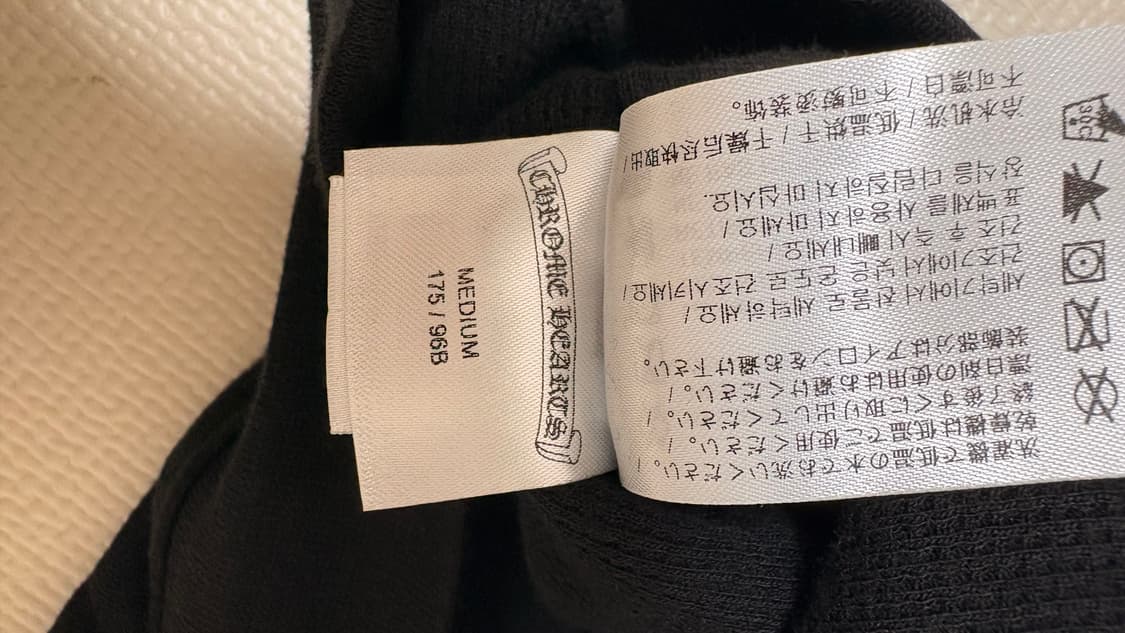 CHROME HEARTS
MEDIUM
175 / 96B
洗濯機で低温の水でお洗いください。/
乾燥機は低温でご使用ください。/
終了後すぐに取り出してください。/
漂白剤の使用はお避けください。/
装飾部分はアイロンをお避け下さい。
세탁기에서 찬물로 세탁하세요 /
건조기에서 낮은 온도로 건조시키세요 /
건조 후 즉시 빼내세요 /
표백제를 사용하지 마세요 /
장식을 다림질하지 마십시오.
冷水机洗 / 低温烘干 / 干燥后尽快取出 /
不可漂白 / 不可熨烫装饰。
30C